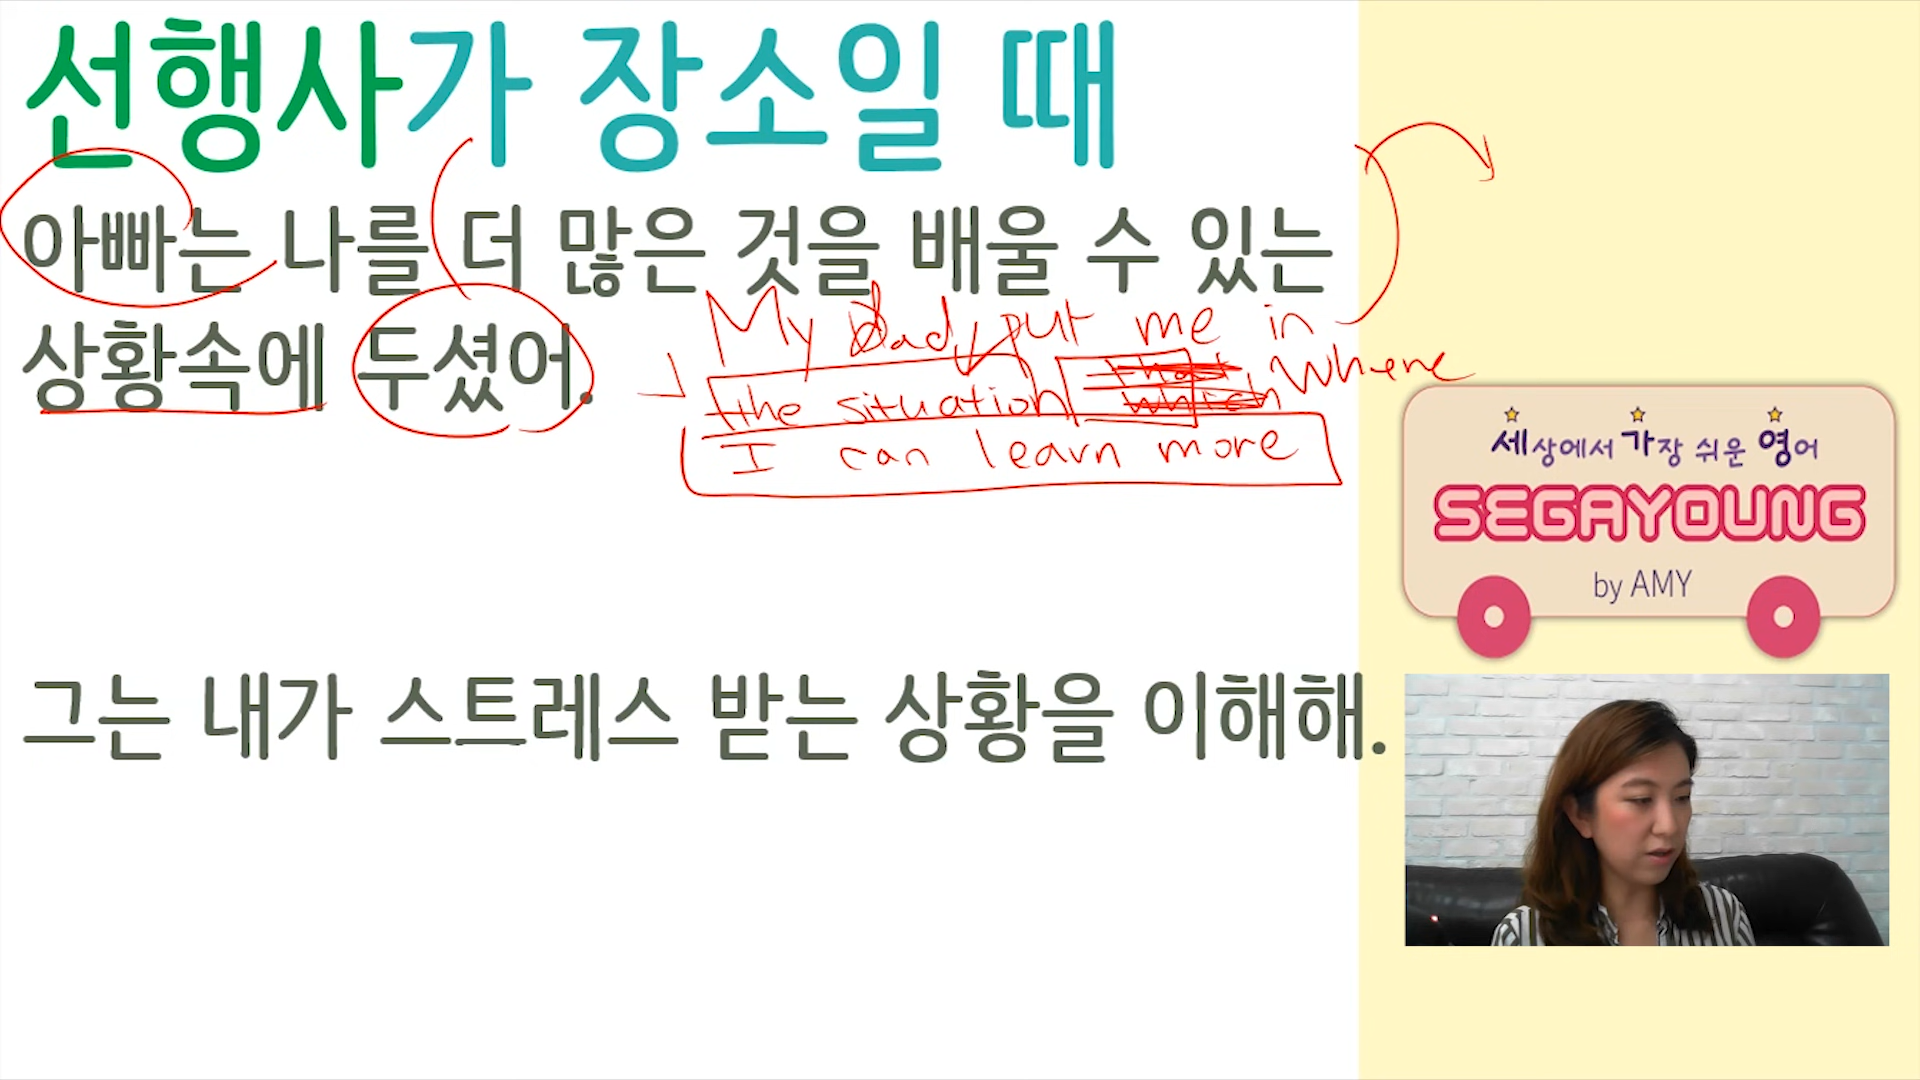 선행사가 장소일 때
아빠는 나를 더 많은 것을 배울 수 있는
상황속에 두셨어.
My Dad put me in
the situation that which where
I can learn more
그는 내가 스트레스 받는 상황을 이해해.
세상에서 가장 쉬운 영어
SEGAYOUNG
by AMY